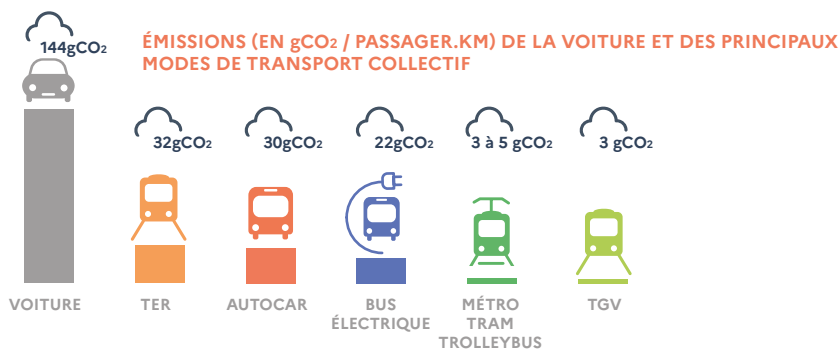 144gCO2
ÉMISSIONS (EN gCO2 / PASSAGER.KM) DE LA VOITURE ET DES PRINCIPAUX
MODES DE TRANSPORT COLLECTIF
32gCO2
30gCO2
22gCO2
3 à 5 gCO2
3 gCO2
VOITURE
TER
AUTOCAR
BUS
ÉLECTRIQUE
MÉTRO
TRAM
TROLLEYBUS
TGV